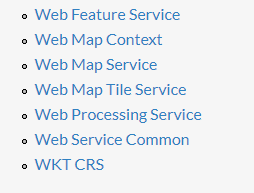 Web Feature Service
Web Map Context
Web Map Service
Web Map Tile Service
Web Processing Service
Web Service Common
WKT CRS